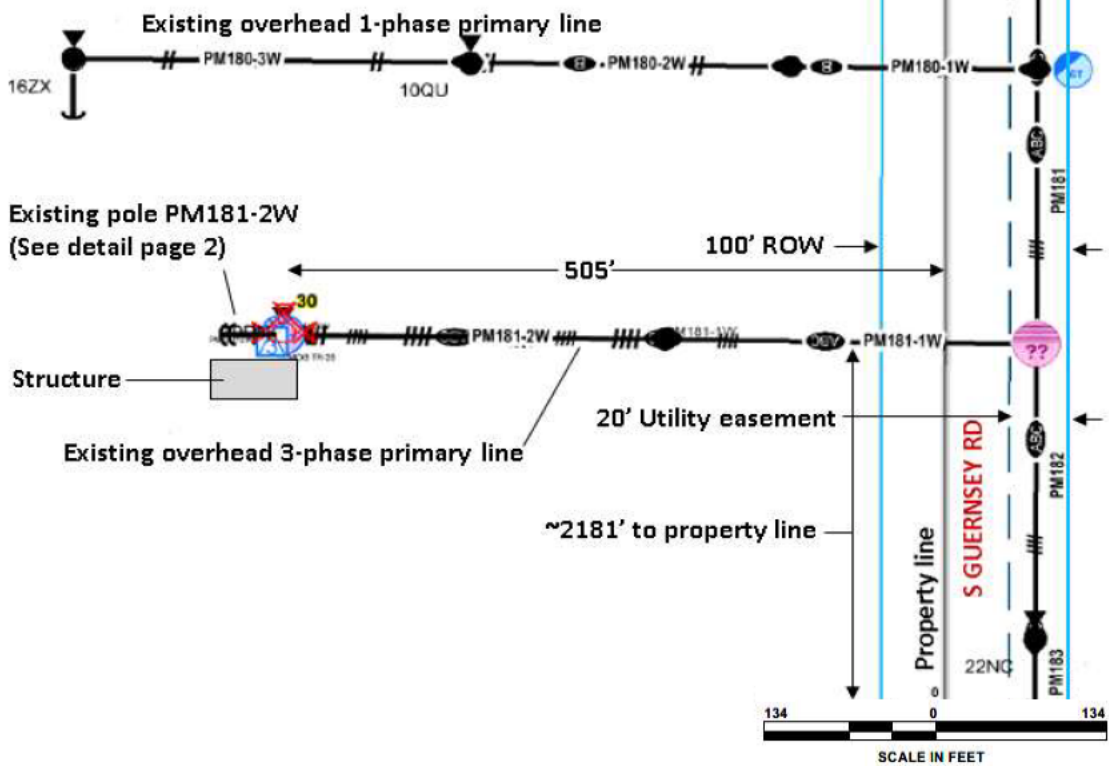 Existing overhead 1-phase primary line
PM180-3W
PM180-2W
PM180-1W
B
B
16ZX
10QU
ABC
PM181
Existing pole PM181-2W
(See detail page 2)
100' ROW
505'
30
PM181-2W
PM181-1W
??
Structure
20' Utility easement
ABC
Existing overhead 3-phase primary line
PM182
S GUERNSEY RD
~2181' to property line
Property line
22NC
PM183
0
134 0 134
SCALE IN FEET